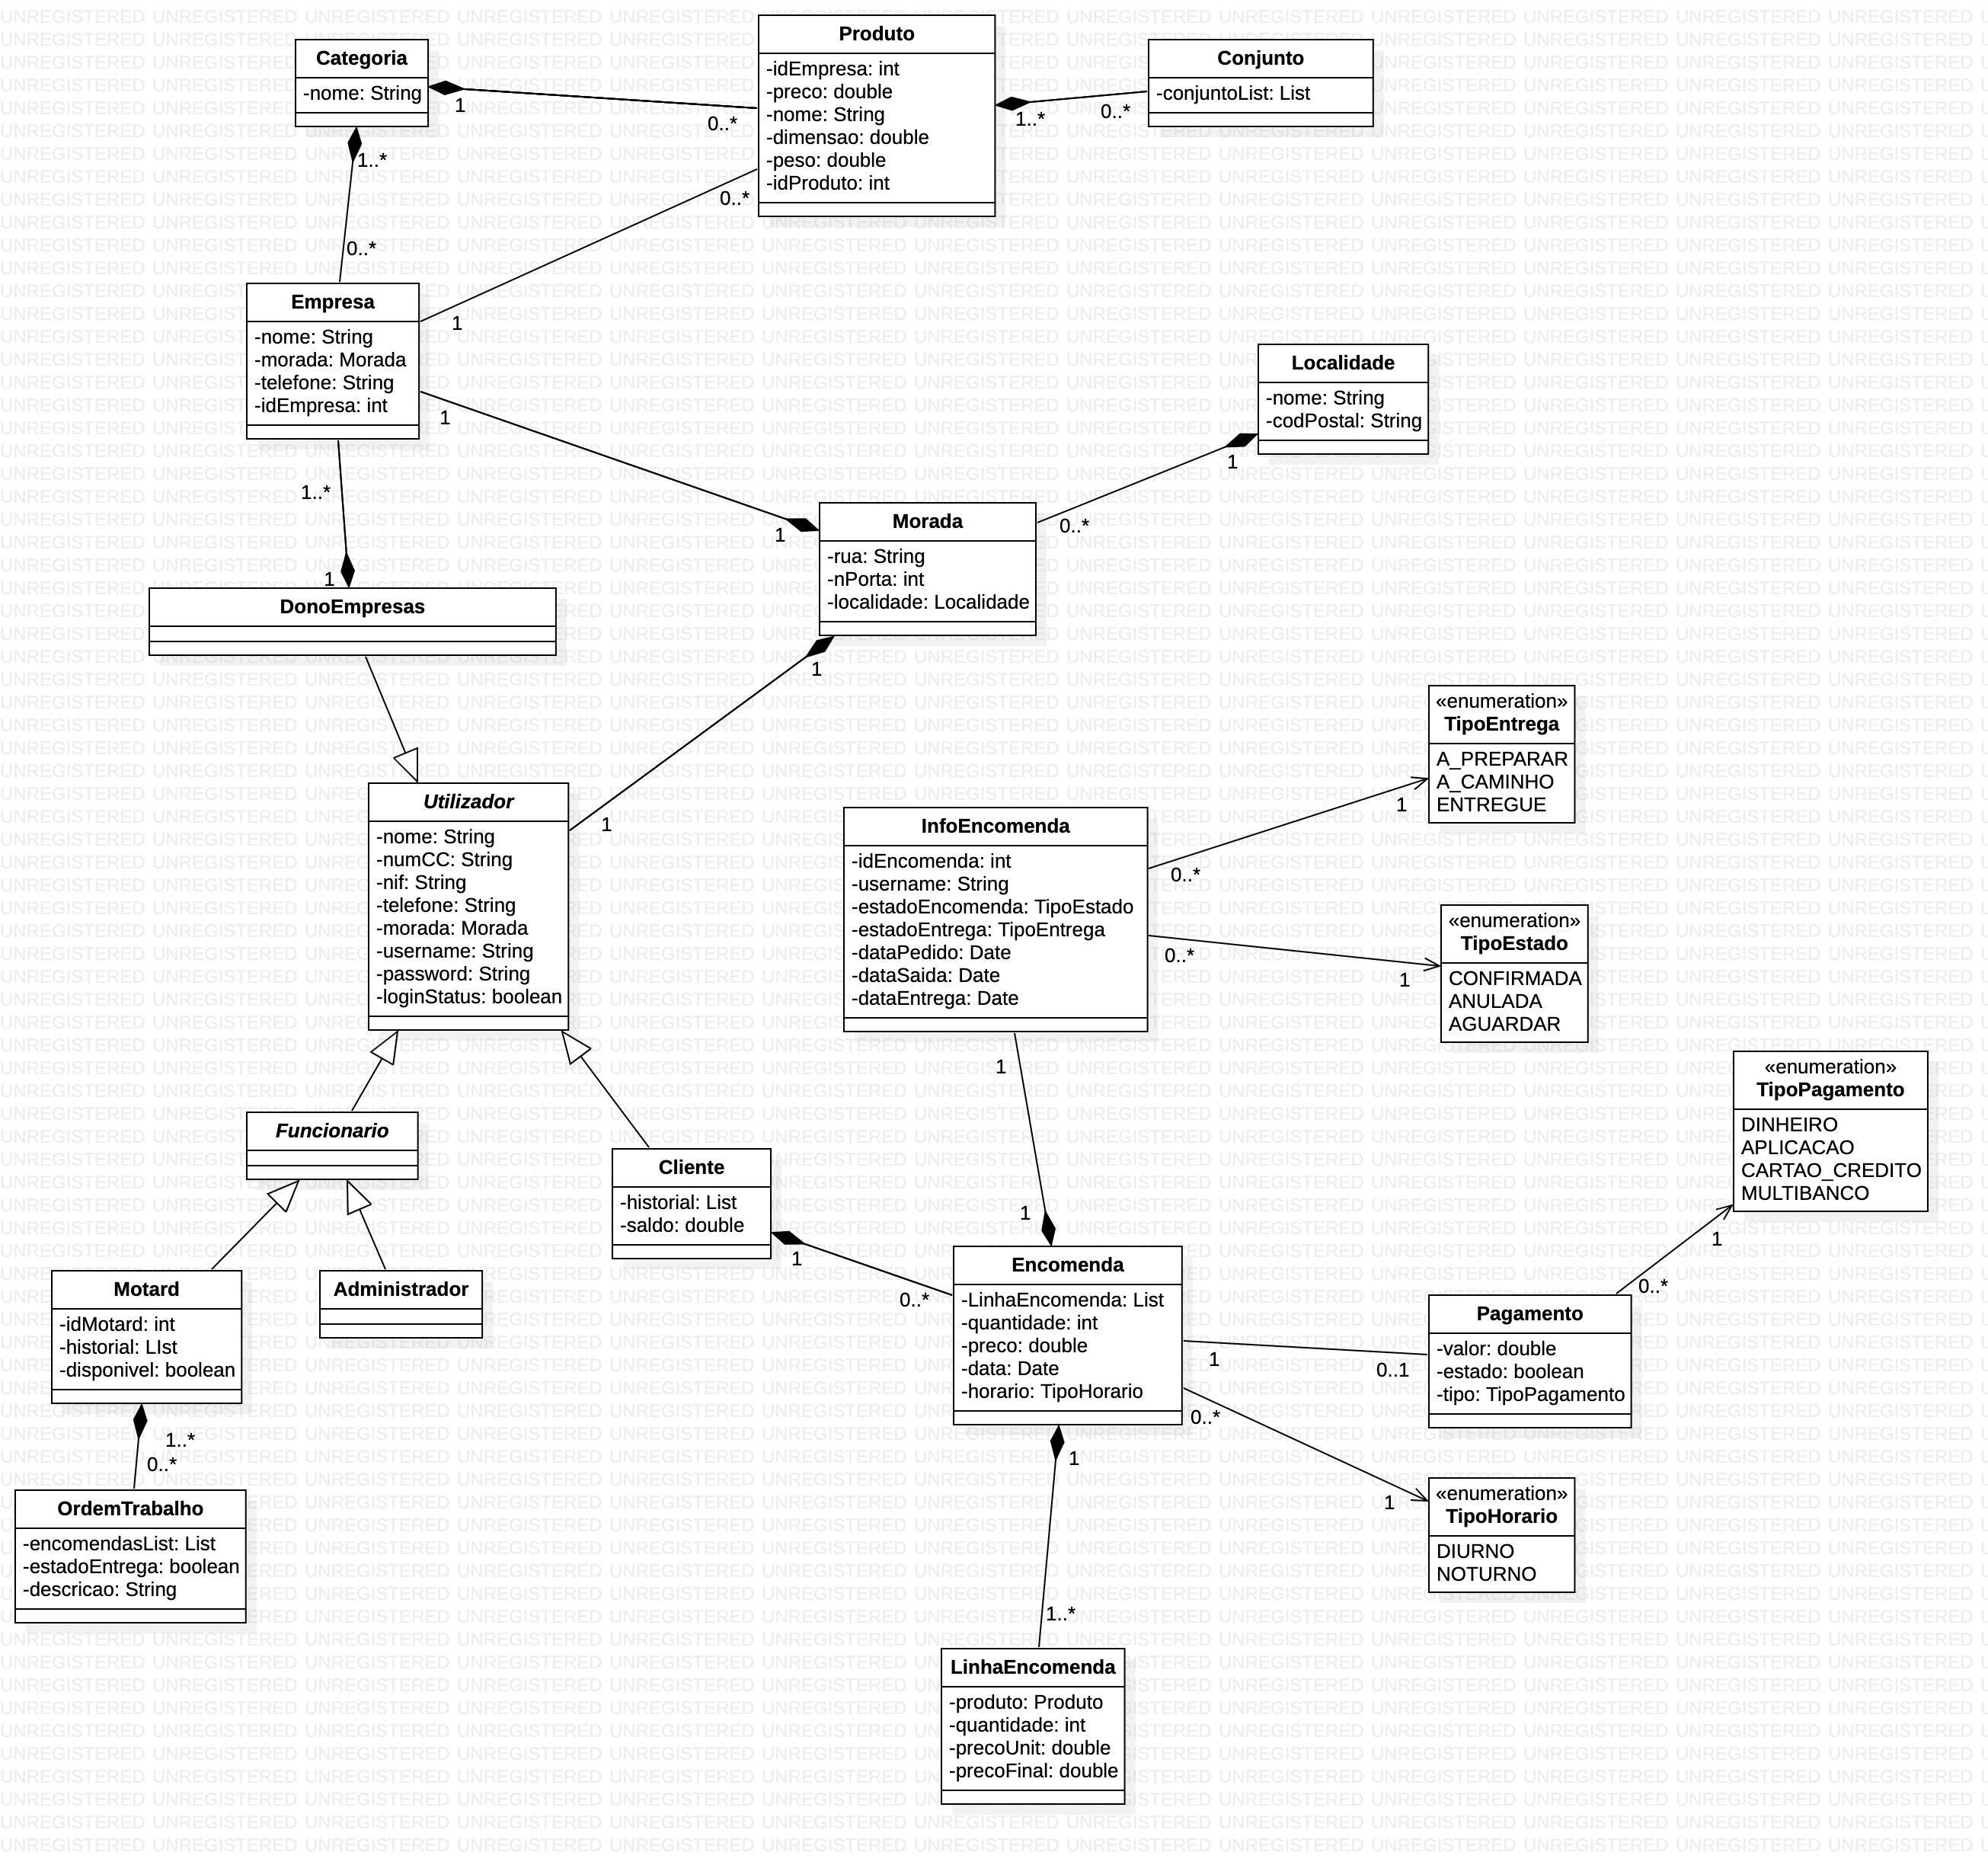 Categoria
-nome: String
1
0..*
1..*
0..*
Produto
-idEmpresa: int
-preco: double
-nome: String
-dimensao: double
-peso: double
-idProduto: int
1..*
0..*
Conjunto
-conjuntoList: List
0..*
1
Empresa
-nome: String
-morada: Morada
-telefone: String
-idEmpresa: int
1
1
1..*
1
Localidade
-nome: String
-codPostal: String
1
0..*
Morada
-rua: String
-nPorta: int
-localidade: Localidade
1
1
DonoEmpresas
Utilizador
-nome: String
-numCC: String
-nif: String
-telefone: String
-morada: Morada
-username: String
-password: String
-loginStatus: boolean
InfoEncomenda
-idEncomenda: int
-username: String
-estadoEncomenda: TipoEstado
-estadoEntrega: TipoEntrega
-dataPedido: Date
-dataSaida: Date
-dataEntrega: Date
0..*
1
0..*
1
1
1
«enumeration»
TipoEntrega
A_PREPARAR
A_CAMINHO
ENTREGUE
«enumeration»
TipoEstado
CONFIRMADA
ANULADA
AGUARDAR
«enumeration»
TipoPagamento
DINHEIRO
APLICACAO
CARTAO_CREDITO
MULTIBANCO
1
0..*
Funcionario
Cliente
-historial: List
-saldo: double
1
0..*
Motard
-idMotard: int
-historial: LIst
-disponivel: boolean
1..*
0..*
Administrador
Encomenda
-LinhaEncomenda: List
-quantidade: int
-preco: double
-data: Date
-horario: TipoHorario
1
0..1
0..*
1
1
1..*
Pagamento
-valor: double
-estado: boolean
-tipo: TipoPagamento
«enumeration»
TipoHorario
DIURNO
NOTURNO
OrdemTrabalho
-encomendasList: List
-estadoEntrega: boolean
-descricao: String
LinhaEncomenda
-produto: Produto
-quantidade: int
-precoUnit: double
-precoFinal: double
UNREGISTERED